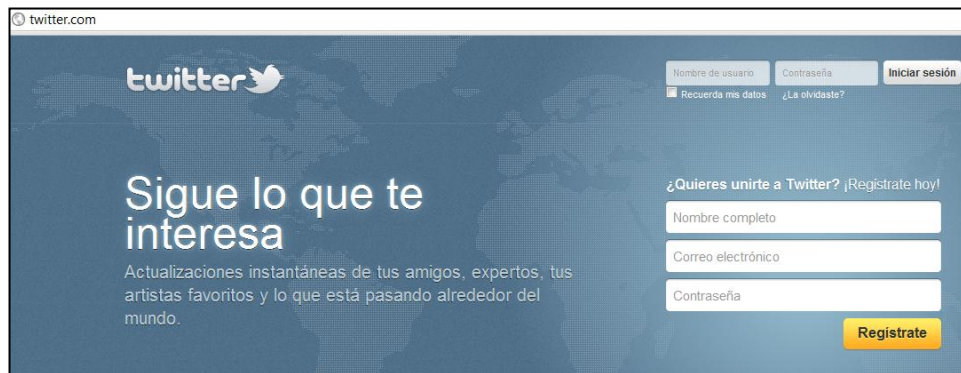 twitter.com
twitter
Nombre de usuario
Contraseña
Iniciar sesión
Recuerda mis datos
¿La olvidaste?
Sigue lo que te
interesa
Actualizaciones instantáneas de tus amigos, expertos, tus
artistas favoritos y lo que está pasando alrededor del
mundo.
¿Quieres unirte a Twitter? ¡Regístrate hoy!
Nombre completo
Correo electrónico
Contraseña
Regístrate